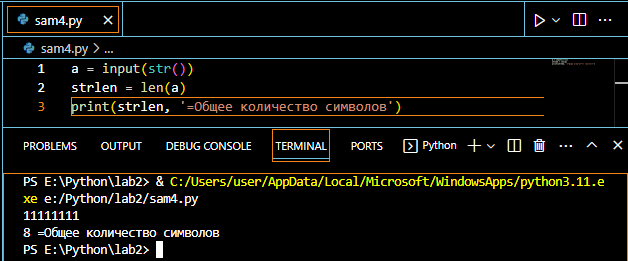 sam4.py
sam4.py > ...
1 a = input(str())
2 strlen = len(a)
3 print(strlen, '=Общее количество символов')
PROBLEMS OUTPUT DEBUG CONSOLE TERMINAL PORTS Python
PS E:\Python\lab2> & C:/Users/user/AppData/Local/Microsoft/WindowsApps/python3.11.e
xe e:/Python/lab2/sam4.py
11111111
8 =Общее количество символов
PS E:\Python\lab2>